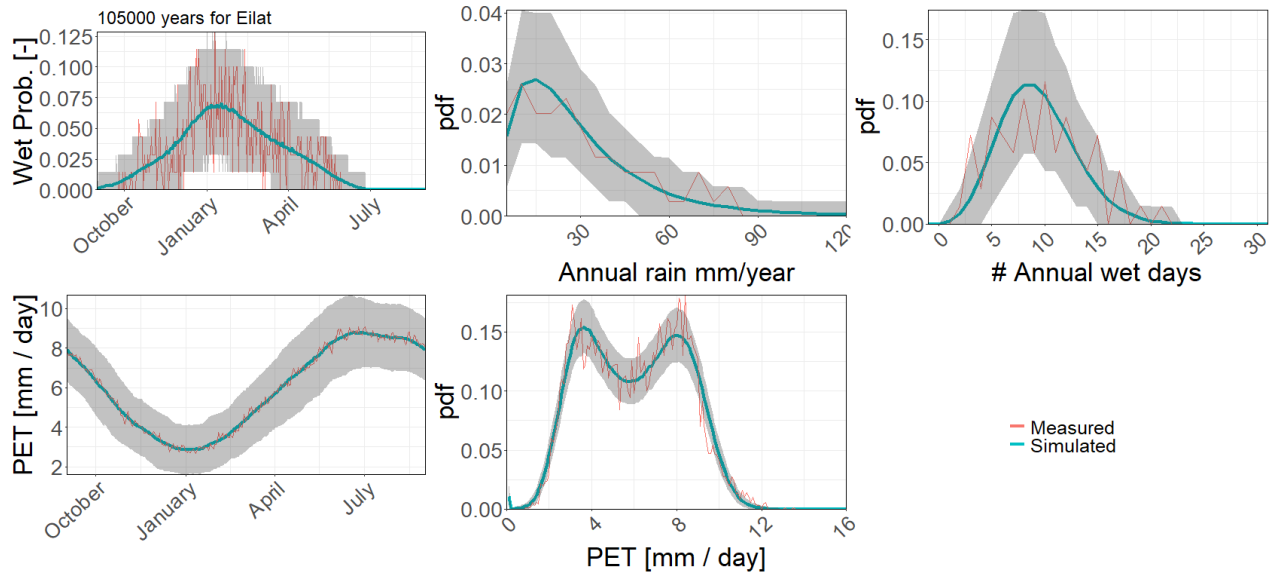 105000 years for Eilat
Wet Prob. [-]
0.125
0.100
0.075
0.050
0.025
0.000
October
January
April
July
pdf
0.04
0.03
0.02
0.01
0.00
30
60
90
120
Annual rain mm/year
pdf
0.15
0.10
0.05
0.00
0
5
10
15
20
25
30
# Annual wet days
PET [mm / day]
10
8
6
4
2
October
January
April
July
pdf
0.15
0.10
0.05
0.00
0
4
8
12
16
PET [mm / day]
Measured
Simulated